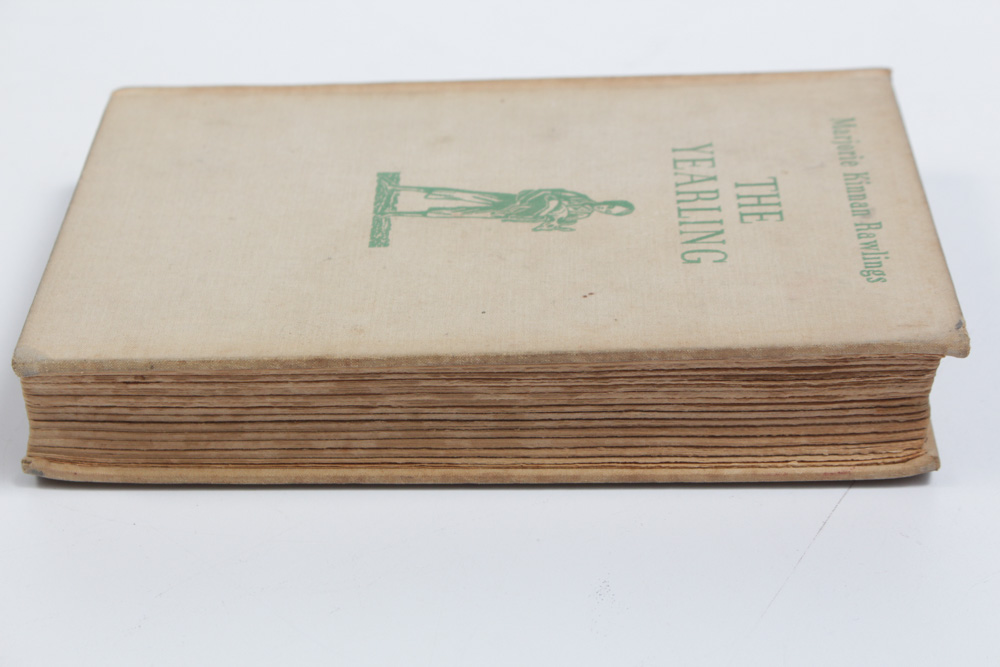 Marjorie Kinnan Rawlings
THE
YEARLING